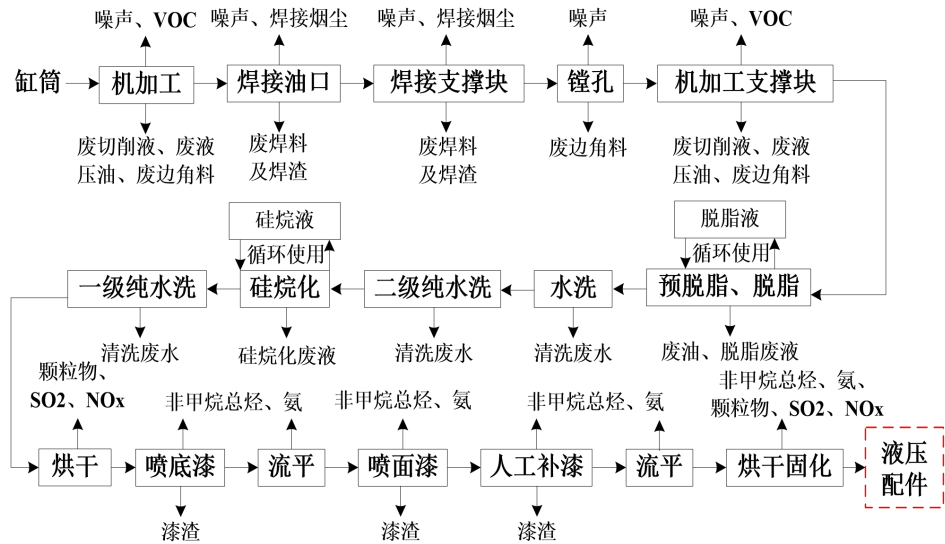 噪声、VOC
噪声、焊接烟尘
噪声、焊接烟尘
噪声
噪声、VOC
缸筒
机加工
焊接油口
焊接支撑块
镗孔
机加工支撑块
废切削液、废液
压油、废边角料
废焊料
及焊渣
废焊料
及焊渣
废边角料
废切削液、废液
压油、废边角料
硅烷液
循环使用
脱脂液
循环使用
一级纯水洗
硅烷化
二级纯水洗
水洗
预脱脂、脱脂
清洗废水
硅烷化废液
清洗废水
清洗废水
废油、脱脂废液
颗粒物、
SO2、NOx
非甲烷总烃、氨
非甲烷总烃、氨
非甲烷总烃、氨
非甲烷总烃、氨、
颗粒物、SO2、NOx
烘干
喷底漆
流平
喷面漆
人工补漆
流平
烘干固化
液压
配件
漆渣
漆渣
漆渣